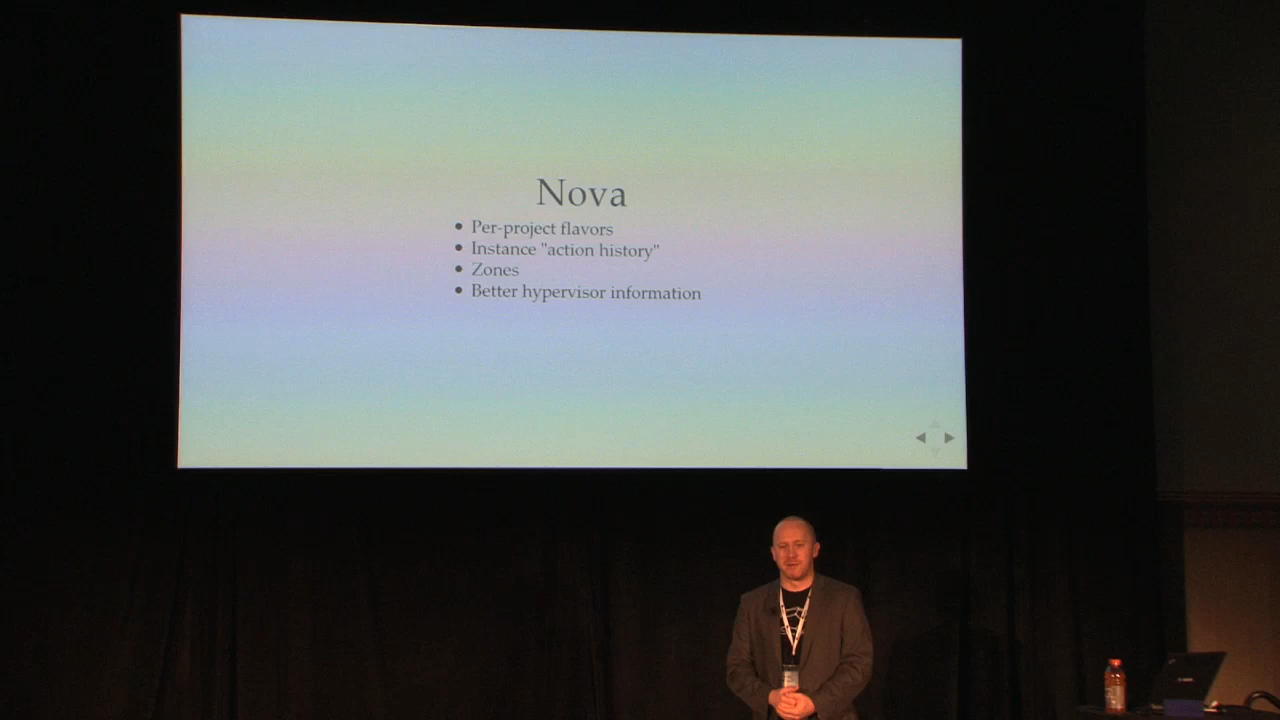 Nova
• Per-project flavors
• Instance "action history"
• Zones
• Better hypervisor information